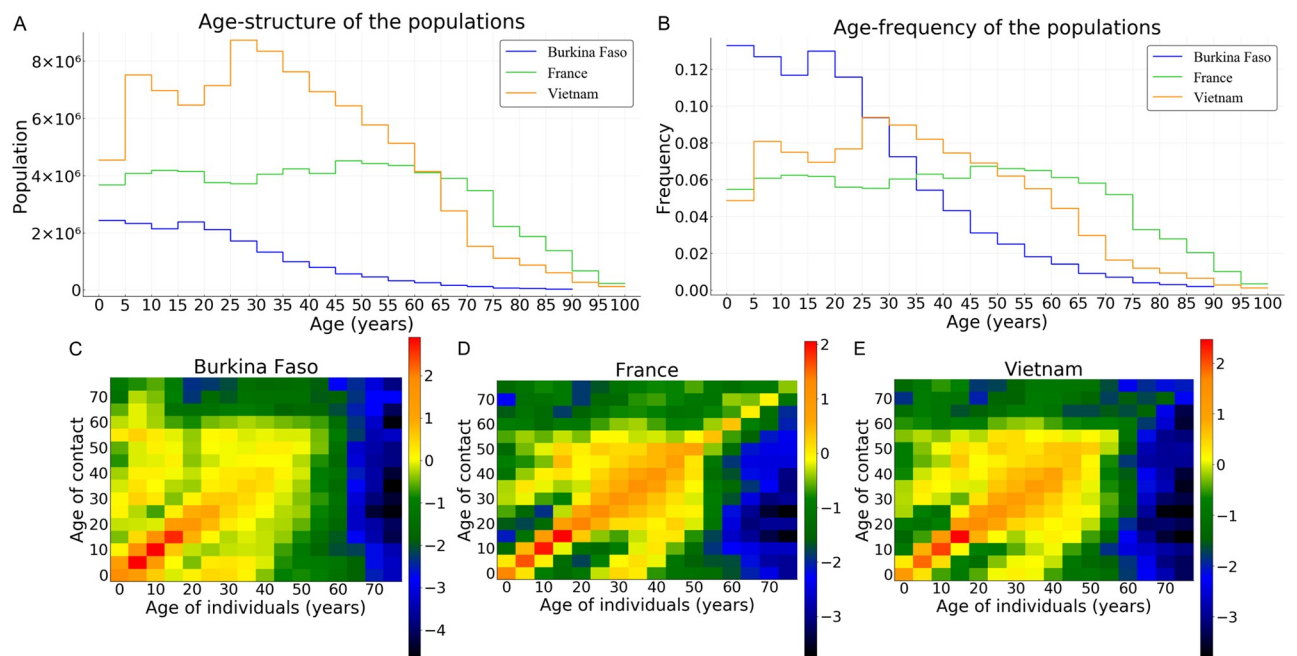 A
Age-structure of the populations
Burkina Faso
France
Vietnam
8×10⁶
6×10⁶
4×10⁶
2×10⁶
0
Population
0 5 10 15 20 25 30 35 40 45 50 55 60 65 70 75 80 85 90 95 100
Age (years)
B
Age-frequency of the populations
Burkina Faso
France
Vietnam
0.12
0.10
0.08
0.06
0.04
0.02
0.00
Frequency
0 5 10 15 20 25 30 35 40 45 50 55 60 65 70 75 80 85 90 95 100
Age (years)
C
Burkina Faso
70
60
50
40
30
20
10
0
Age of contact
0 10 20 30 40 50 60 70
Age of individuals (years)
2
1
0
−1
−2
−3
−4
D
France
70
60
50
40
30
20
10
0
Age of contact
0 10 20 30 40 50 60 70
Age of individuals (years)
2
1
0
−1
−2
−3
E
Vietnam
70
60
50
40
30
20
10
0
Age of contact
0 10 20 30 40 50 60 70
Age of individuals (years)
2
1
0
−1
−2
−3